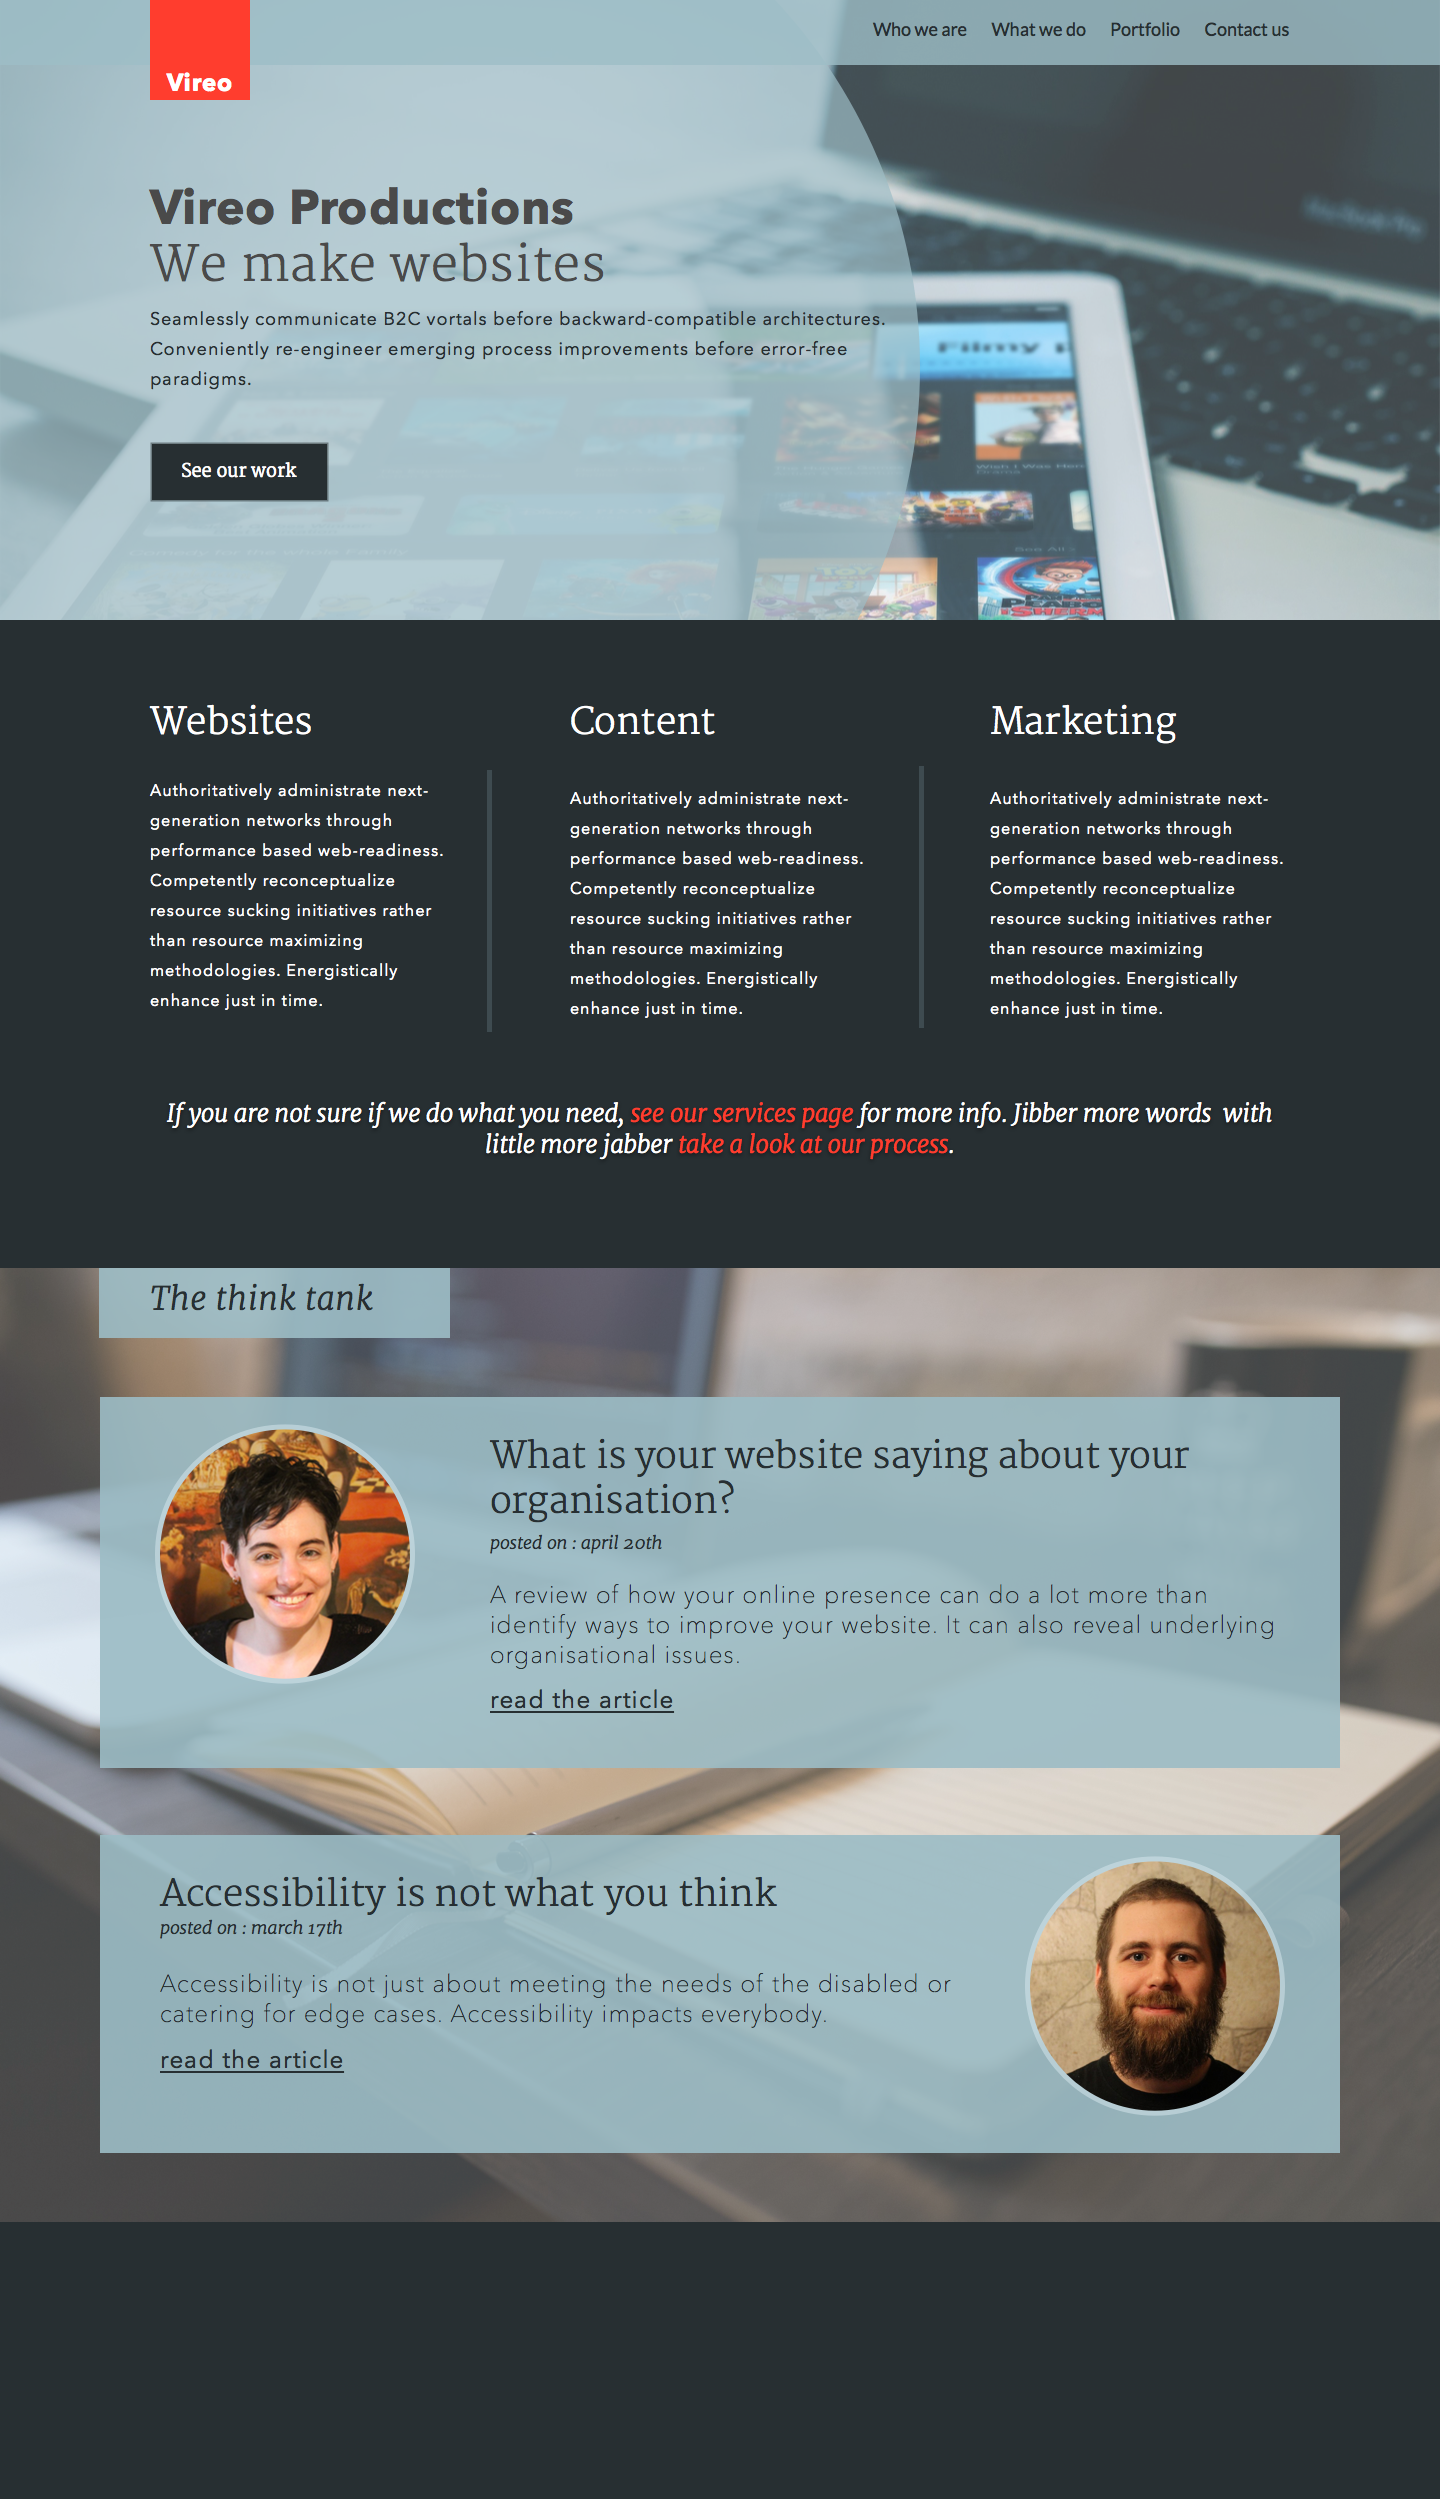 Who we are What we do Portfolio Contact us
Vireo
Vireo Productions
We make websites
Seamlessly communicate B2C vortals before backward-compatible architectures.
Conveniently re-engineer emerging process improvements before error-free
paradigms.
See our work
Websites
Authoritatively administrate next-
generation networks through
performance based web-readiness.
Competently reconceptualize
resource sucking initiatives rather
than resource maximizing
methodologies. Energistically
enhance just in time.
Content
Authoritatively administrate next-
generation networks through
performance based web-readiness.
Competently reconceptualize
resource sucking initiatives rather
than resource maximizing
methodologies. Energistically
enhance just in time.
Marketing
Authoritatively administrate next-
generation networks through
performance based web-readiness.
Competently reconceptualize
resource sucking initiatives rather
than resource maximizing
methodologies. Energistically
enhance just in time.
If you are not sure if we do what you need, see our services page for more info. Jibber more words with
little more jabber take a look at our process.
The think tank
What is your website saying about your
organisation?
posted on : april 20th
A review of how your online presence can do a lot more than
identify ways to improve your website. It can also reveal underlying
organisational issues.
read the article
Accessibility is not what you think
posted on : march 17th
Accessibility is not just about meeting the needs of the disabled or
catering for edge cases. Accessibility impacts everybody.
read the article